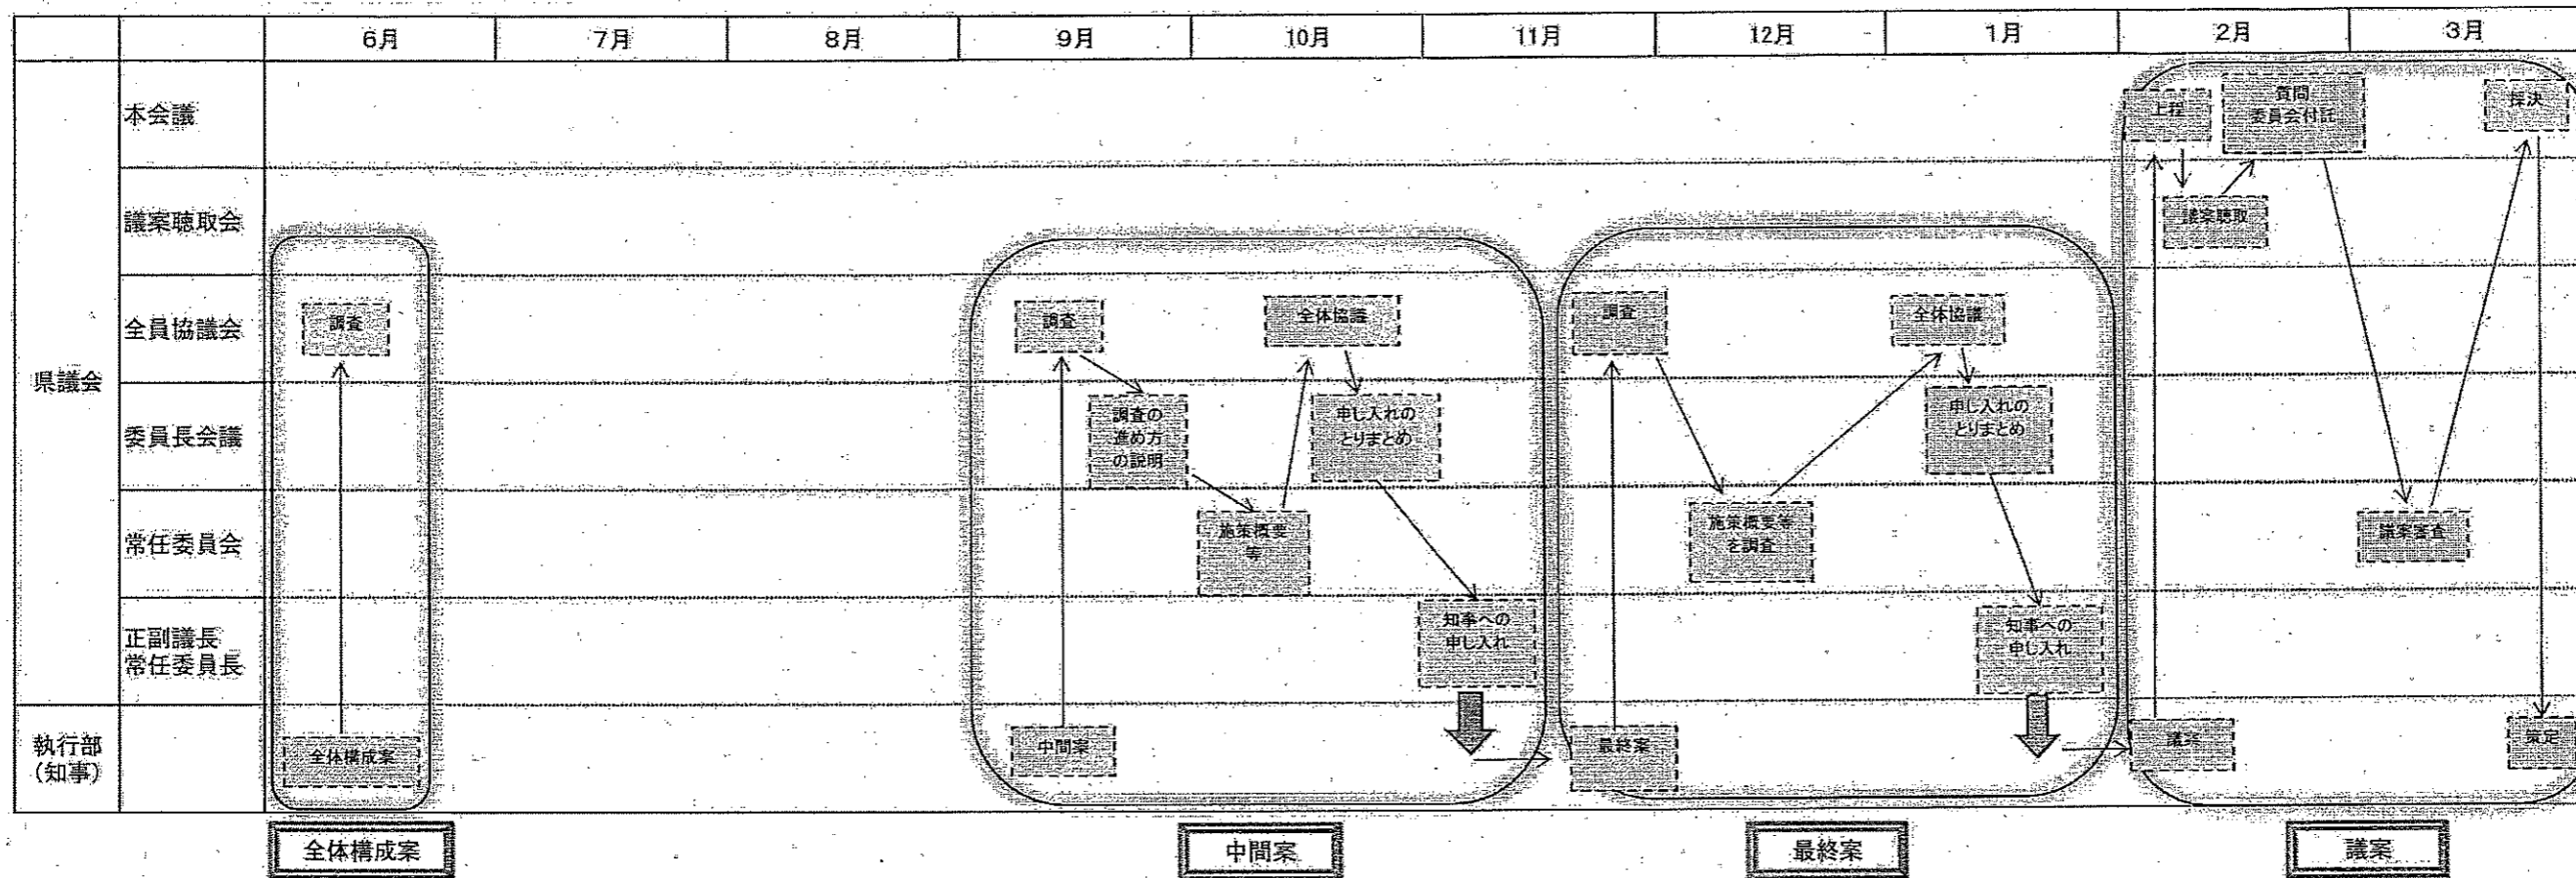 6月 7月 8月 9月 10月 11月 12月 1月 2月 3月
県議会
本会議
上程
質問
委員会付託
採決
議案聴取会
議案聴取
全員協議会
調査
調査
全体協議
調査
全体協議
委員長会議
調査の
進め方
の説明
申し入れの
とりまとめ
申し入れの
とりまとめ
常任委員会
施策概要
等
施策概要等
を調査
議案審査
正副議長
常任委員長
知事への
申し入れ
知事への
申し入れ
執行部
(知事)
全体構成案
中間案
最終案
議案
策定
全体構成案
中間案
最終案
議案